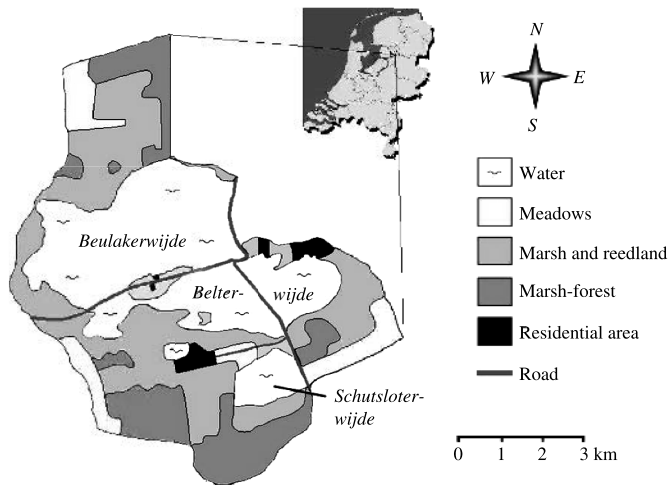 N
W E
S
Water
Meadows
Marsh and reedland
Marsh-forest
Residential area
Road
Beulakerwijde
Belter-
wijde
Schutsloter-
wijde
0 1 2 3 km